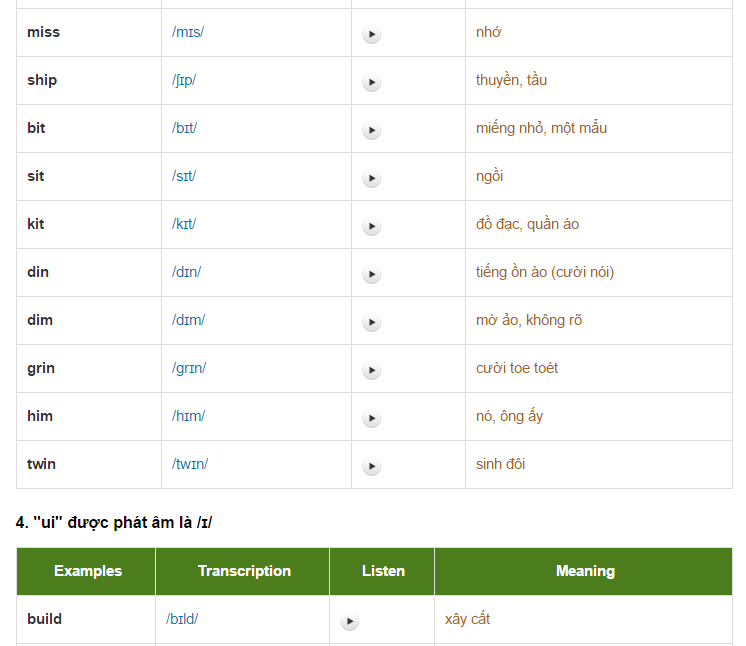 miss /mɪs/ nhớ
ship /ʃɪp/ thuyền, tầu
bit /bɪt/ miếng nhỏ, một mẩu
sit /sɪt/ ngồi
kit /kɪt/ đồ đạc, quần áo
din /dɪn/ tiếng ồn ào (cười nói)
dim /dɪm/ mờ ảo, không rõ
grin /grɪn/ cười toe toét
him /hɪm/ nó, ông ấy
twin /twɪn/ sinh đôi
4. "ui" được phát âm là /ɪ/
Examples Transcription Listen Meaning
build /bɪld/ xây cất